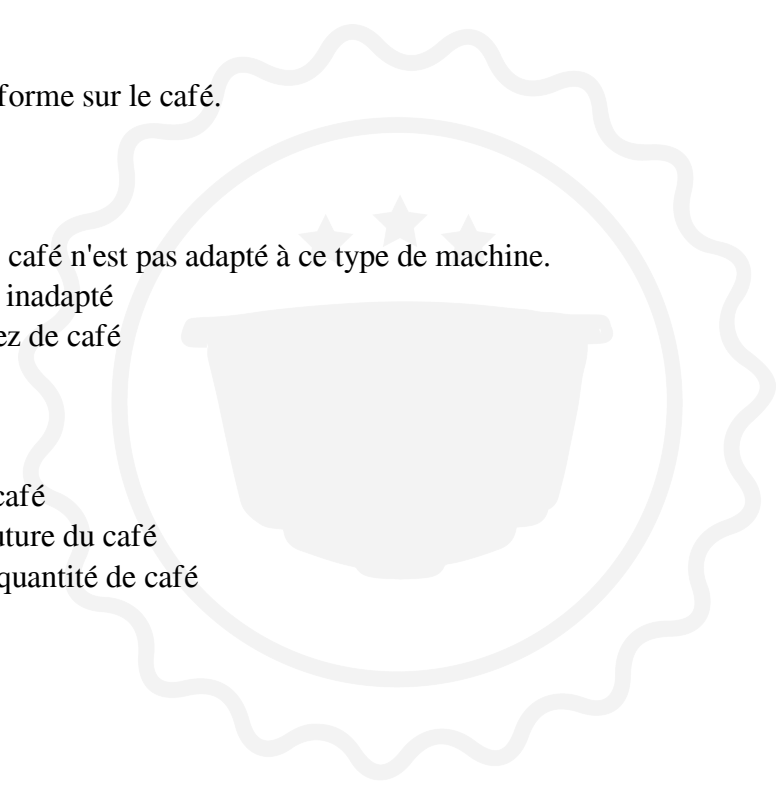 forme sur le café.
café n'est pas adapté à ce type de machine.
inadapté
ez de café
café
uture du café
quantité de café